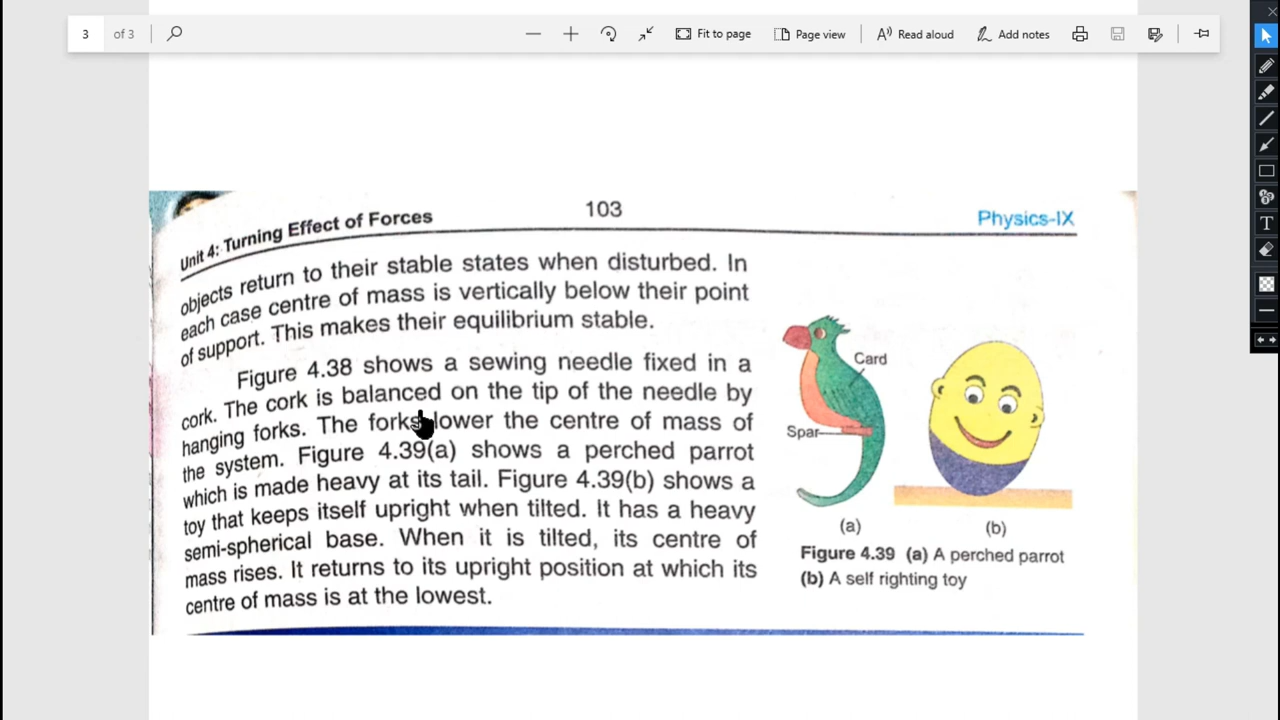 3 of 3
Fit to page
Page view
Read aloud
Add notes
T
Unit 4: Turning Effect of Forces
103
Physics-IX
objects return to their stable states when disturbed. In
each case centre of mass is vertically below their point
of support. This makes their equilibrium stable.
Figure 4.38 shows a sewing needle fixed in a
cork. The cork is balanced on the tip of the needle by
hanging forks. The forks lower the centre of mass of
the system. Figure 4.39(a) shows a perched parrot
which is made heavy at its tail. Figure 4.39(b) shows a
toy that keeps itself upright when tilted. It has a heavy
semi-spherical base. When it is tilted, its centre of
mass rises. It returns to its upright position at which its
centre of mass is at the lowest.
Card
Spar
(a)
(b)
Figure 4.39 (a) A perched parrot
(b) A self righting toy